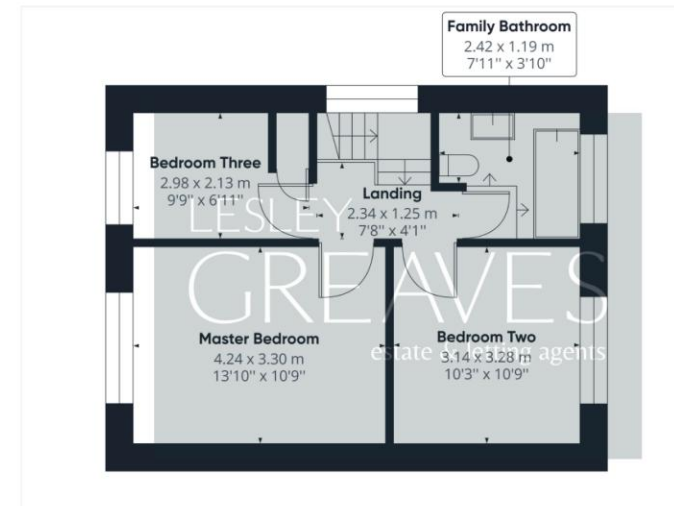 Family Bathroom
2.42 x 1.19 m
7'11" x 3'10"
Bedroom Three
2.98 x 2.13 m
9'9" x 6'11"
Landing
2.34 x 1.25 m
7'8" x 4'1"
LESLEY
GREAVES
estate & letting agents
Master Bedroom
4.24 x 3.30 m
13'10" x 10'9"
Bedroom Two
3.14 x 3.28 m
10'3" x 10'9"